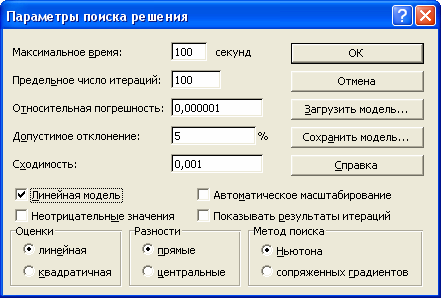 Параметры поиска решения
Максимальное время: 100 секунд
OK
Предельное число итераций: 100
Отмена
Относительная погрешность: 0,000001
Загрузить модель...
Допустимое отклонение: 5 %
Сохранить модель...
Сходимость: 0,001
Справка
Линейная модель
Автоматическое масштабирование
Неотрицательные значения
Показывать результаты итераций
Оценки
Разности
Метод поиска
линейная
прямые
Ньютона
квадратичная
центральные
сопряженных градиентов